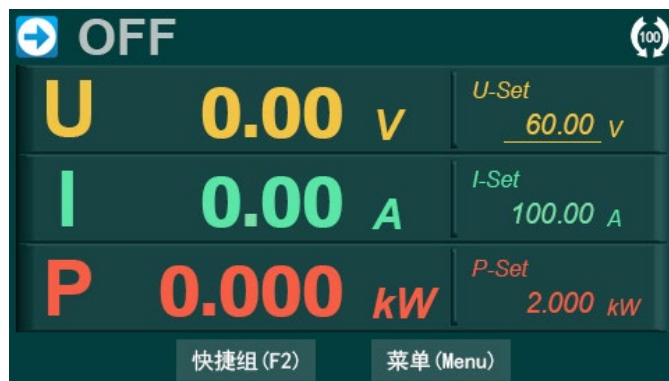 OFF
100
U 0.00 V
U-Set
60.00 V
I 0.00 A
I-Set
100.00 A
P 0.000 kW
P-Set
2.000 kW
快捷组(F2) 菜单(Menu)